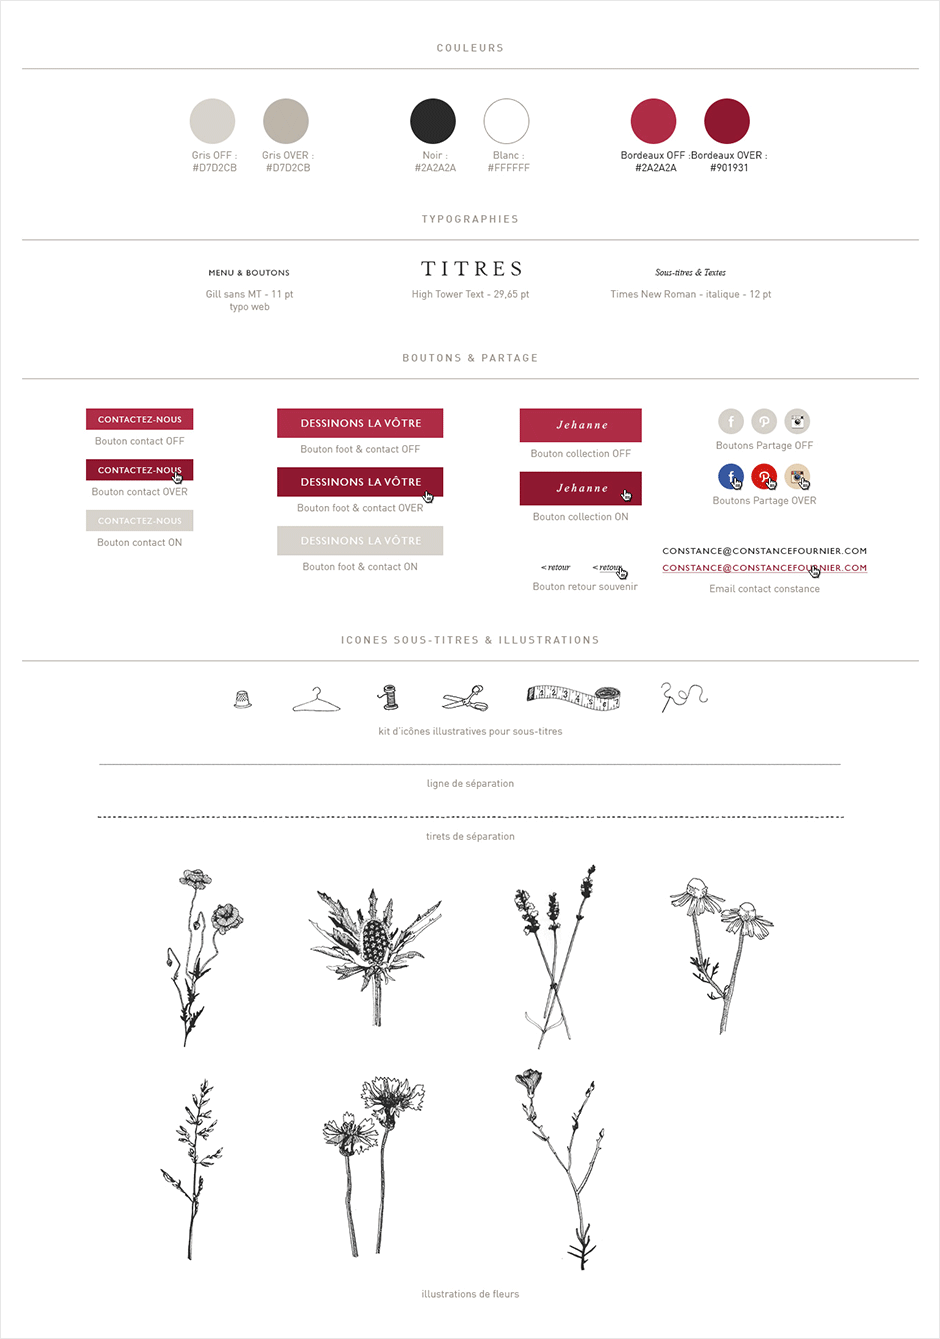 COULEURS
Gris OFF :
#D7D2CB
Gris OVER :
#D7D2CB
Noir :
#2A2A2A
Blanc :
#FFFFFF
Bordeaux OFF :
#2A2A2A
Bordeaux OVER :
#901931
TYPOGRAPHIES
MENU & BOUTONS
Gill sans MT - 11 pt
typo web
TITRES
High Tower Text - 29,65 pt
Sous-titres & Textes
Times New Roman - italique - 12 pt
BOUTONS & PARTAGE
CONTACTEZ-NOUS
Bouton contact OFF
CONTACTEZ-NOUS
Bouton contact OVER
CONTACTEZ-NOUS
Bouton contact ON
DESSINONS LA VÔTRE
Bouton foot & contact OFF
DESSINONS LA VÔTRE
Bouton foot & contact OVER
DESSINONS LA VÔTRE
Bouton foot & contact ON
Jehanne
Bouton collection OFF
Jehanne
Bouton collection ON
< retour < retour
Bouton retour souvenir
Boutons Partage OFF
Boutons Partage OVER
CONSTANCE@CONSTANCEFOURNIER.COM
CONSTANCE@CONSTANCEFOURNIER.COM
Email contact constance
ICONES SOUS-TITRES & ILLUSTRATIONS
kit d'icônes illustratives pour sous-titres
ligne de séparation
tirets de séparation
illustrations de fleurs